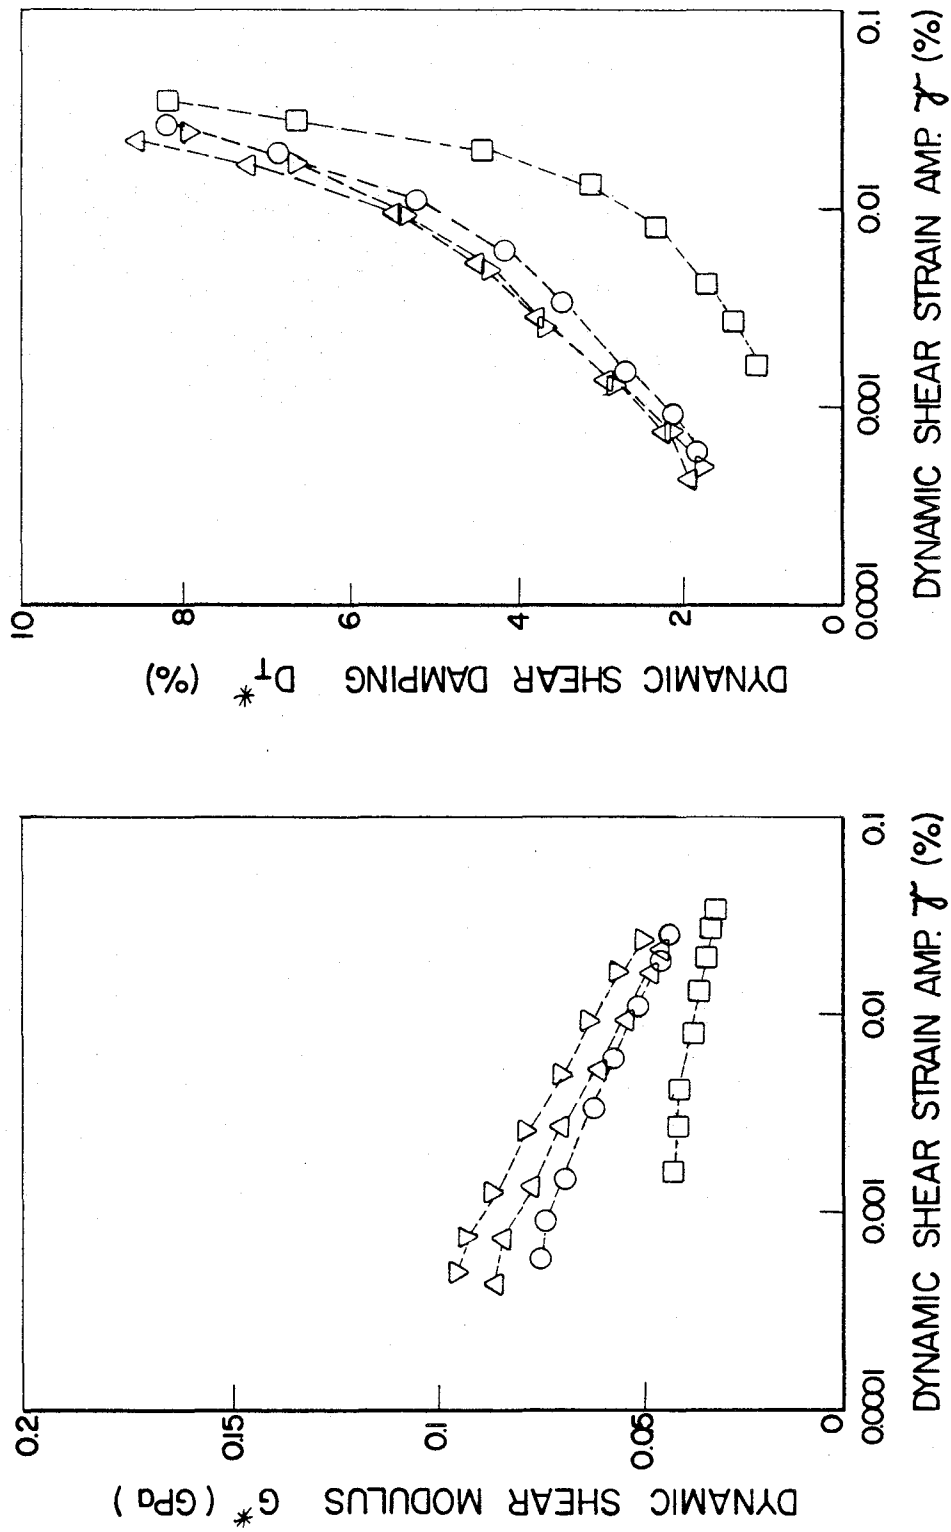 DYNAMIC SHEAR MODULUS G* (GPa)
0.2
0.15
0.1
0.05
0
0.0001 0.001 0.01 0.1
DYNAMIC SHEAR STRAIN AMP. γ (%)
DYNAMIC SHEAR DAMPING D_T* (%)
10
8
6
4
2
0
0.0001 0.001 0.01 0.1
DYNAMIC SHEAR STRAIN AMP. γ (%)